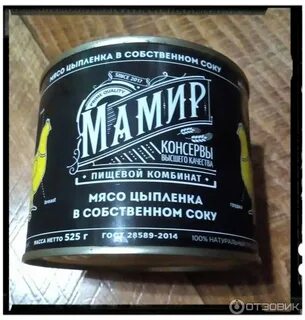 МЯСО ЦЫПЛЕНКА В СОБСТВЕННОМ СОКУ
SINCE 2017
QUALITY
МАМИР
КОНСЕРВЫ
ВЫСШЕГО КАЧЕСТВА
ПИЩЕВОЙ КОМБИНАТ
МЯСО ЦЫПЛЕНКА
В СОБСТВЕННОМ СОКУ
МАССА НЕТТО 525 г ГОСТ 28589-2014 100% НАТУРАЛЬНЫЙ
ОТЗОВИК